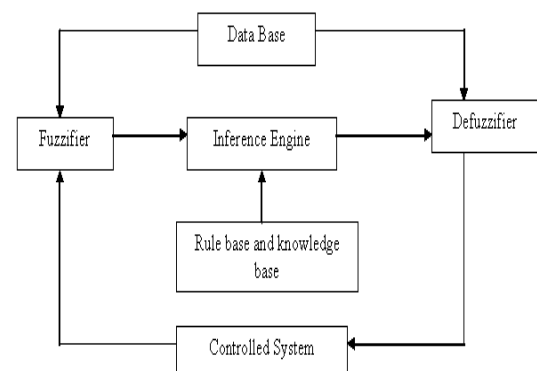 Data Base
Fuzzifier
Inference Engine
Defuzzifier
Rule base and knowledge
base
Controlled System